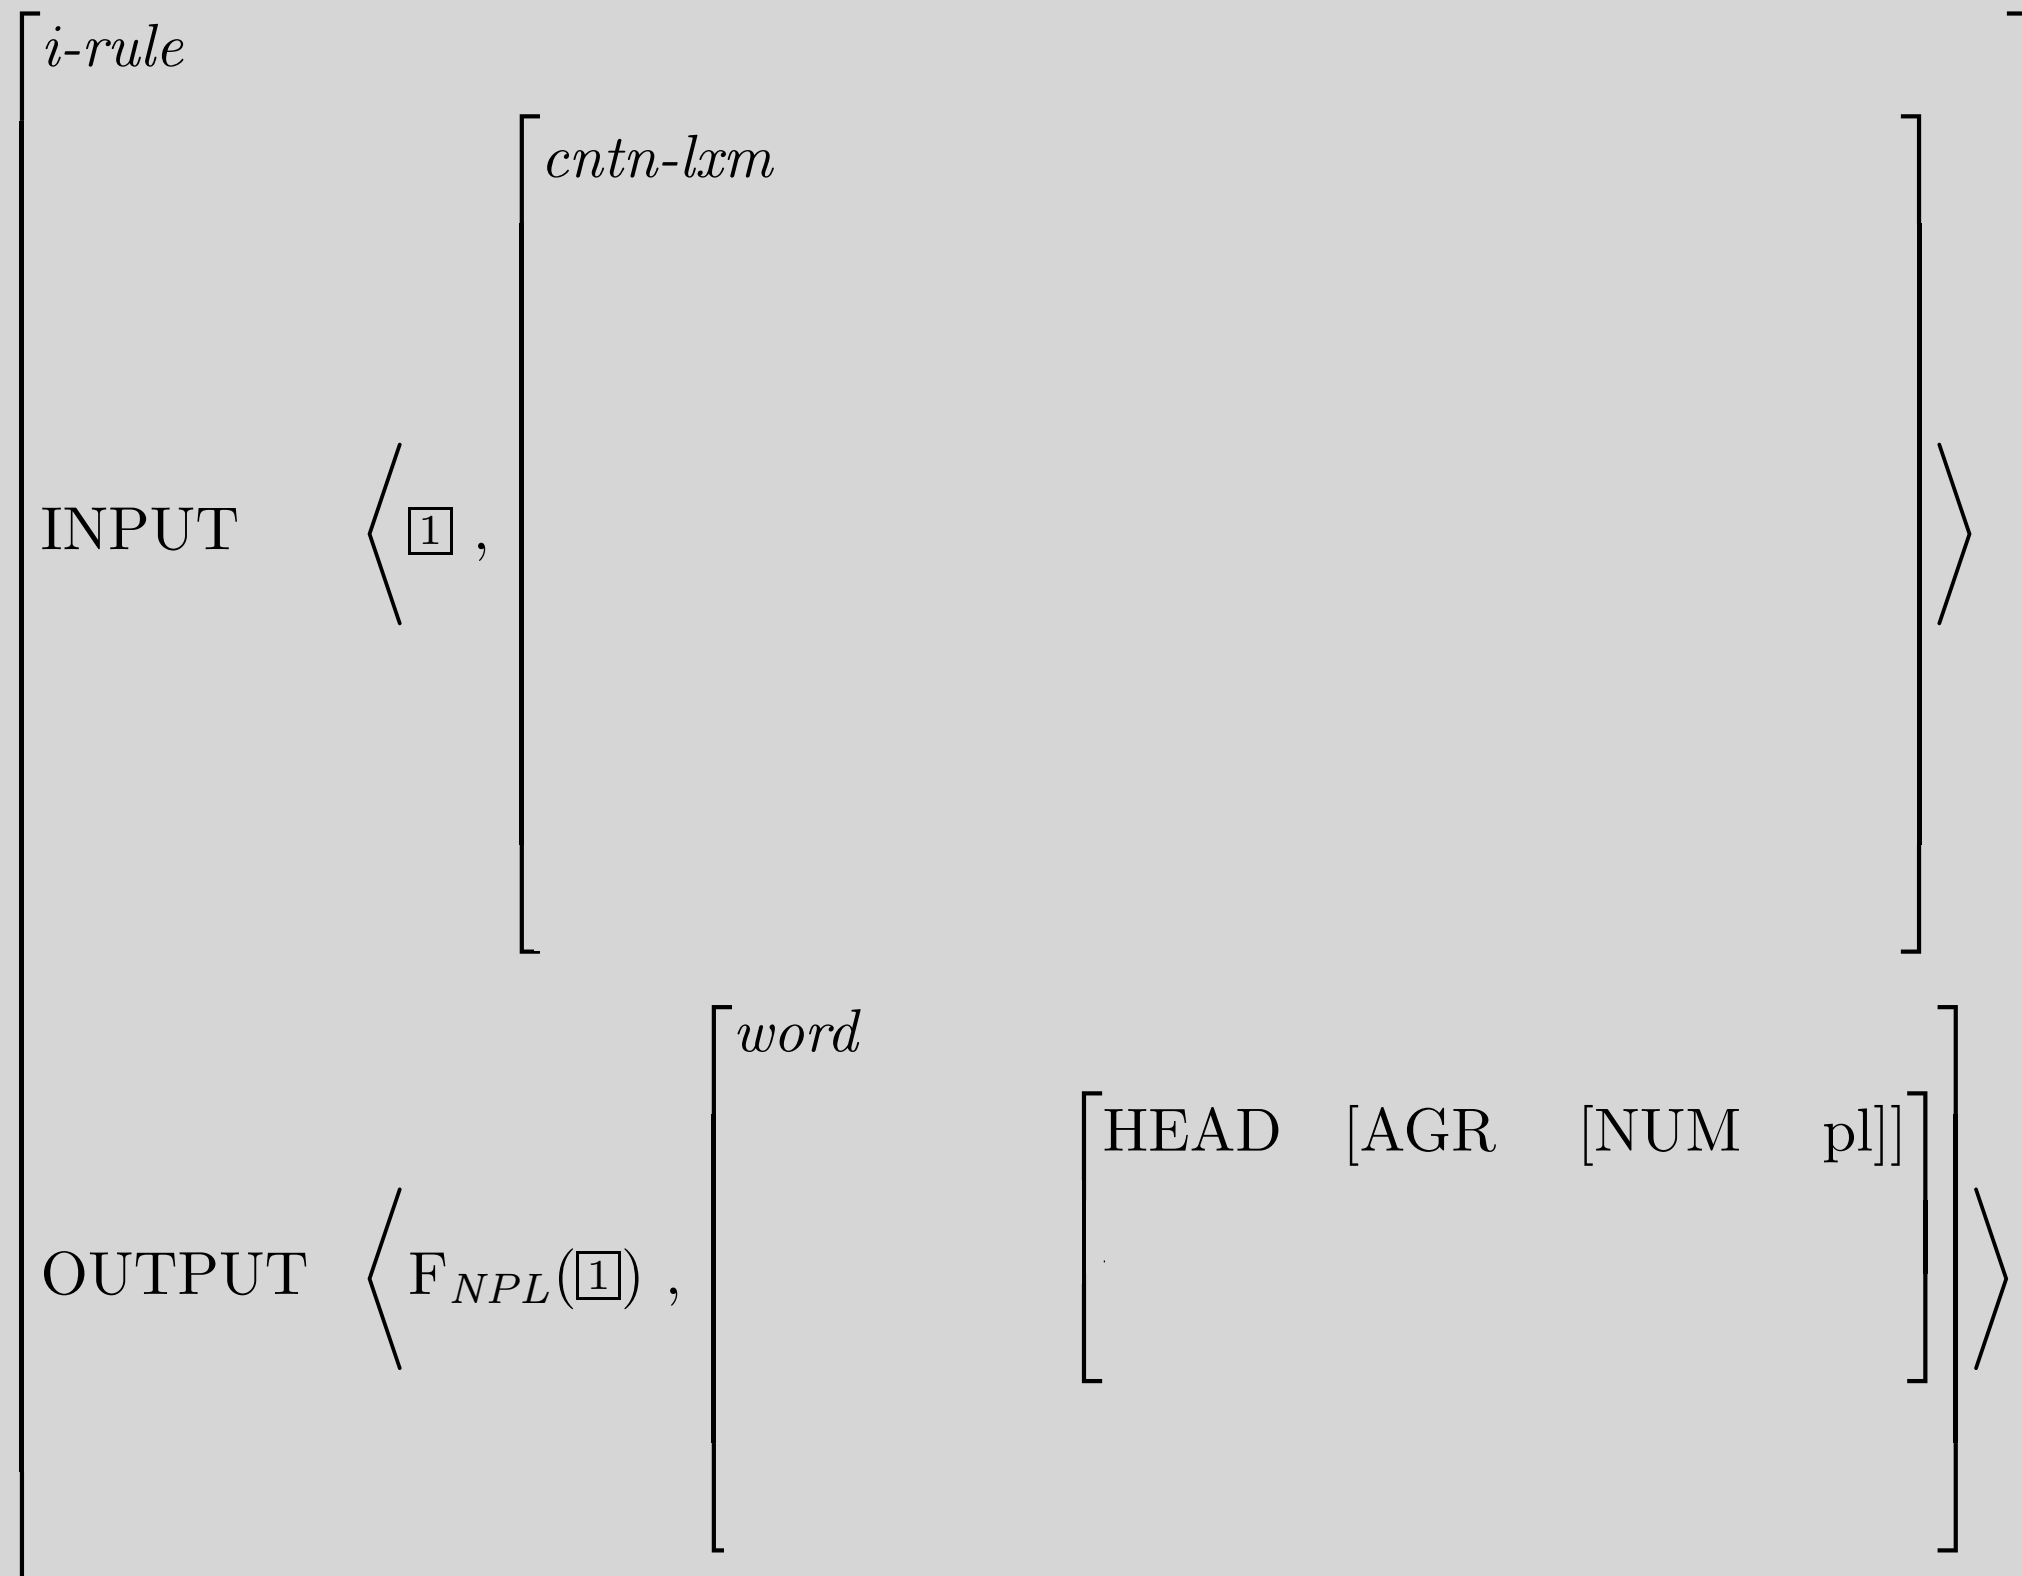 i-rule
cntn-lxm
INPUT ⟨ 1 , ⟩
word
HEAD [AGR [NUM pl]]
OUTPUT ⟨ F_NPL(1) , ⟩